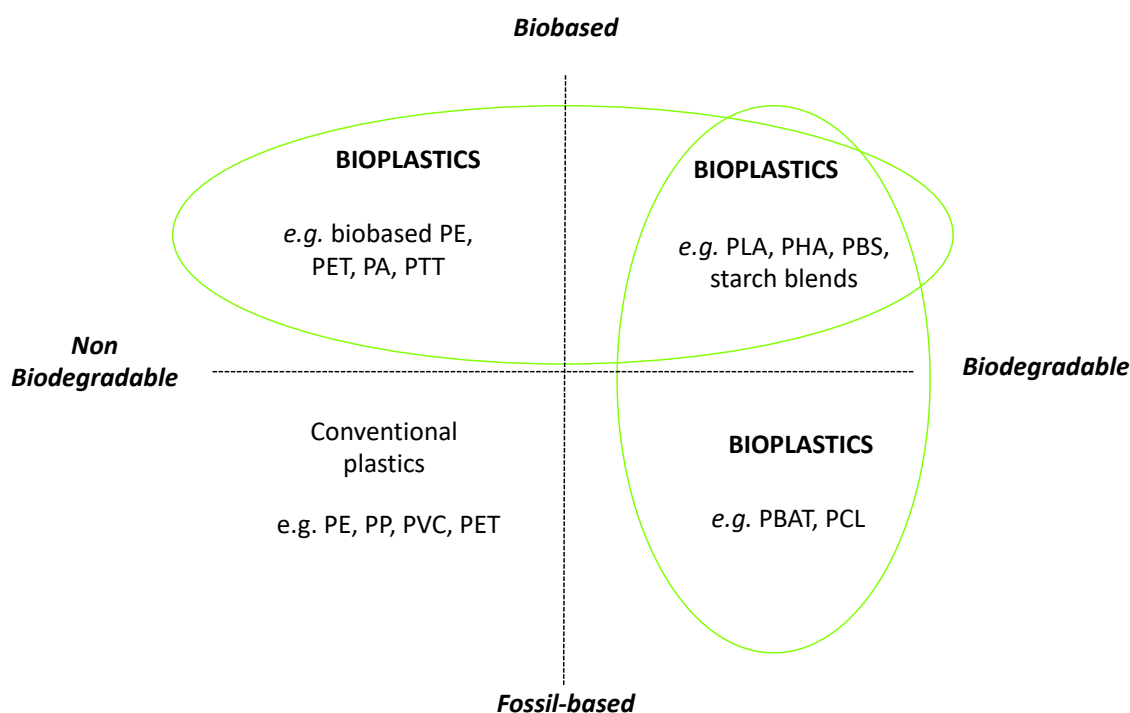 Biobased
BIOPLASTICS
e.g. biobased PE,
PET, PA, PTT
BIOPLASTICS
e.g. PLA, PHA, PBS,
starch blends
Non
Biodegradable
Biodegradable
Conventional
plastics
e.g. PE, PP, PVC, PET
BIOPLASTICS
e.g. PBAT, PCL
Fossil-based